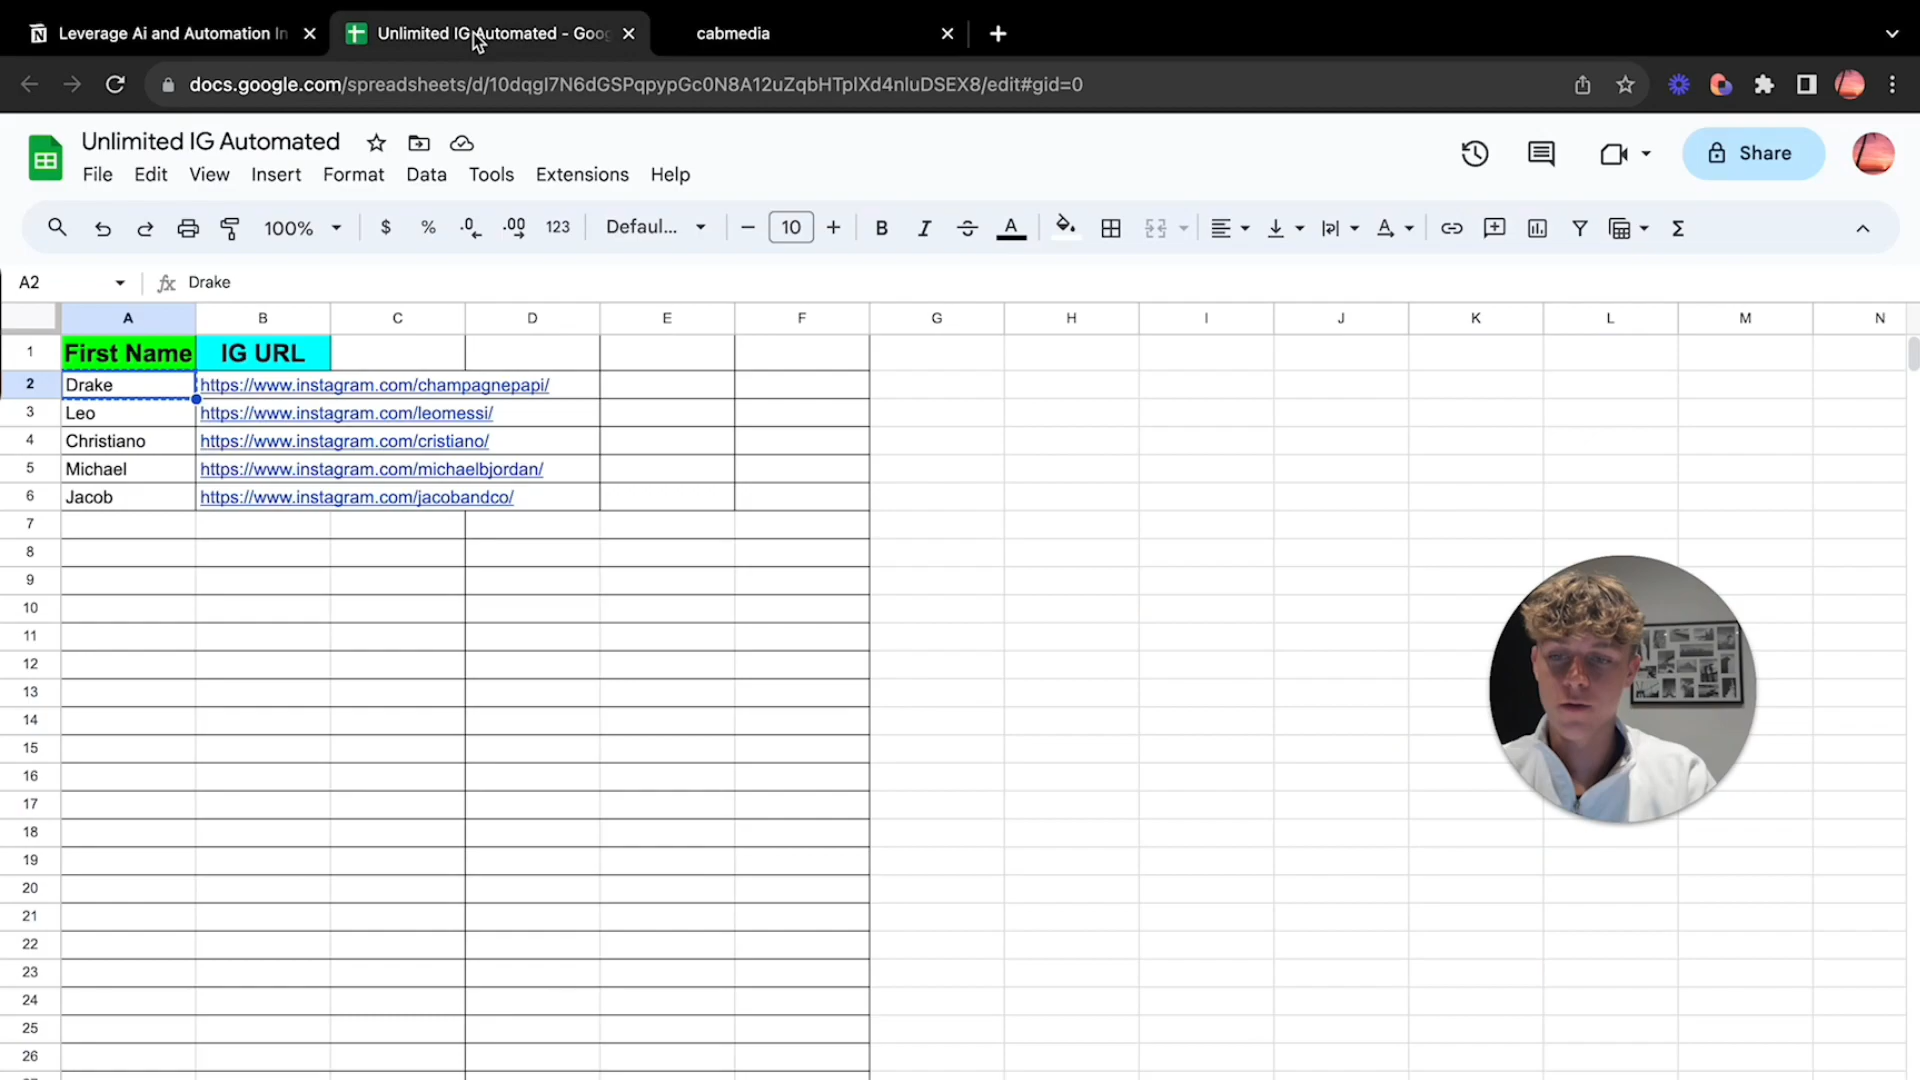 Leverage Ai and Automation In
Unlimited IG Automated - Goo
cabmedia
docs.google.com/spreadsheets/d/10dqgI7N6dGSPqpypGc0N8A12uZqbHTplXd4nluDSEX8/edit#gid=0
Unlimited IG Automated
File Edit View Insert Format Data Tools Extensions Help
Share
100% $ % .0 .00 123 Defaul... 10 B I A
A2 fx Drake
A B C D E F G H I J K L M N
1 First Name IG URL
2 Drake https://www.instagram.com/champagnepapi/
3 Leo https://www.instagram.com/leomessi/
4 Christiano https://www.instagram.com/cristiano/
5 Michael https://www.instagram.com/michaelbjordan/
6 Jacob https://www.instagram.com/jacobandco/
7
8
9
10
11
12
13
14
15
16
17
18
19
20
21
22
23
24
25
26